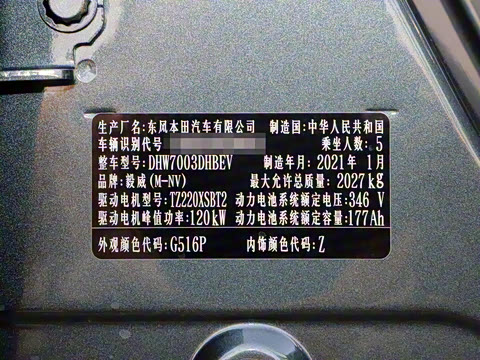 生产厂名:东风本田汽车有限公司 制造国:中华人民共和国
车辆识别代号 乘坐人数: 5
整车型号:DHW7003DHBEV 制造年月: 2021年 1月
品牌:毅威(M-NV) 最大允许总质量: 2027kg
驱动电机型号:TZ220XSBT2 动力电池系统额定电压:346 V
驱动电机峰值功率:120kW 动力电池系统额定容量:177Ah
外观颜色代码:G516P 内饰颜色代码:Z